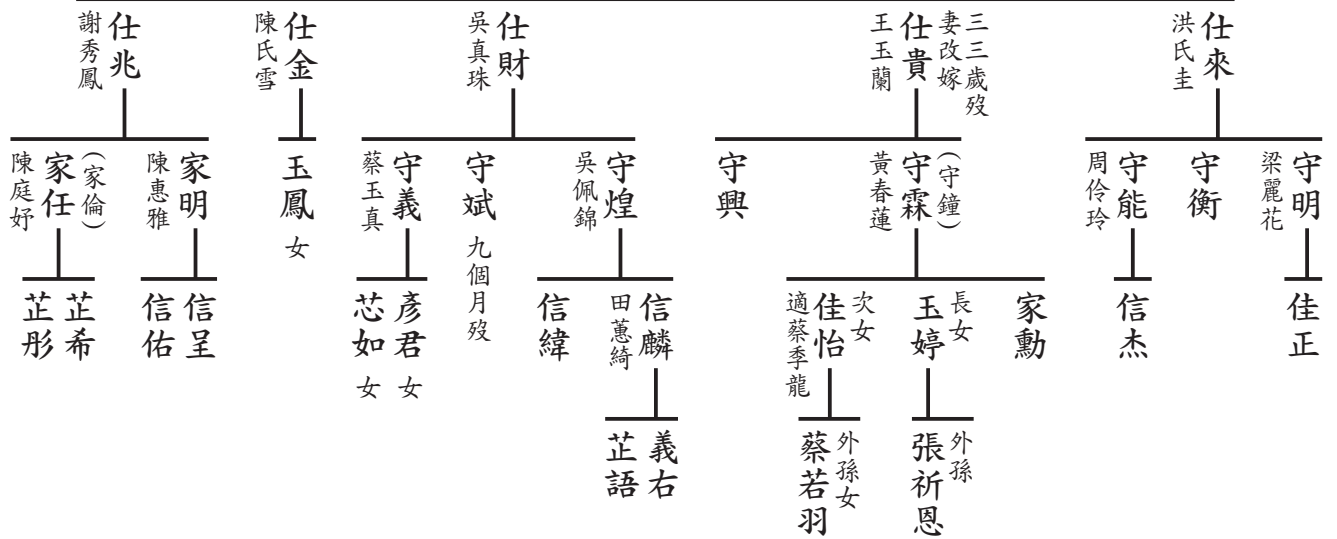 仕來
洪氏圭
三三歲歿
妻改嫁
仕貴
王玉蘭
仕財
吳真珠
仕金
陳氏雪
仕兆
謝秀鳳
守明
梁麗花
守衡
守能
周伶玲
(守鐘)
守霖
黃春蓮
守興
守煌
吳佩錦
守斌 九個月歿
守義
蔡玉真
玉鳳 女
家明
陳惠雅
(家倫)
家任
陳庭妤
佳正
信杰
家勳
長女
玉婷
次女
佳怡
適蔡季龍
信麟
田蕙綺
信緯
彥君 女
芯如 女
信呈
信佑
芷希
芷彤
外孫
張祈恩
外孫女
蔡若羽
義右
芷語